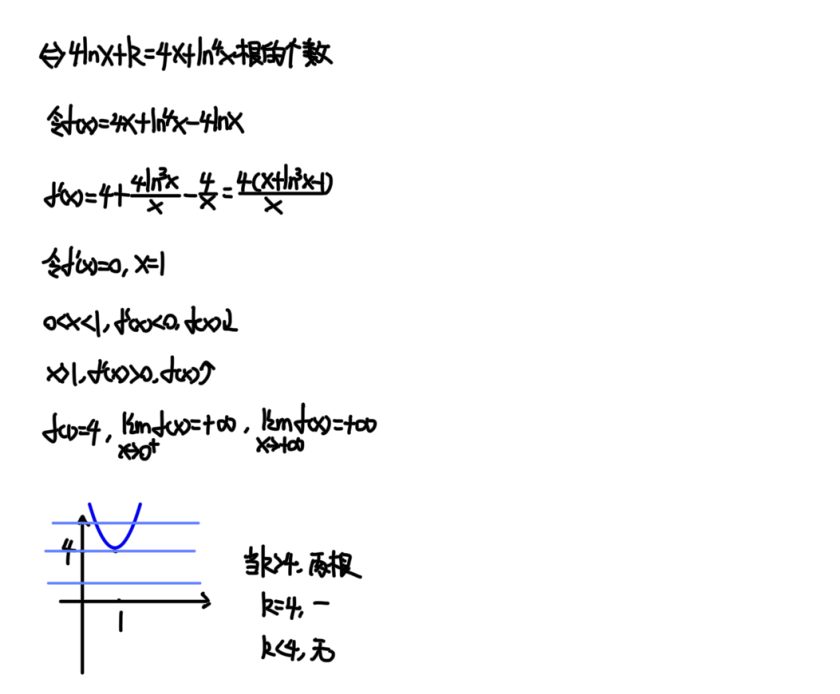 ⇔4lnx+k=4x+ln⁴x根的个数
令f(x)=4x+ln⁴x-4lnx
f'(x)=4+4ln³x/x-4/x=4(x+ln³x-1)/x
令f'(x)=0, x=1
0<x<1, f'(x)<0, f(x)↓
x>1, f'(x)>0, f(x)↑
f(1)=4, lim x→0⁺ f(x)=+∞, lim x→+∞ f(x)=+∞
4
1
当k>4, 两根
k=4, 一
k<4, 无